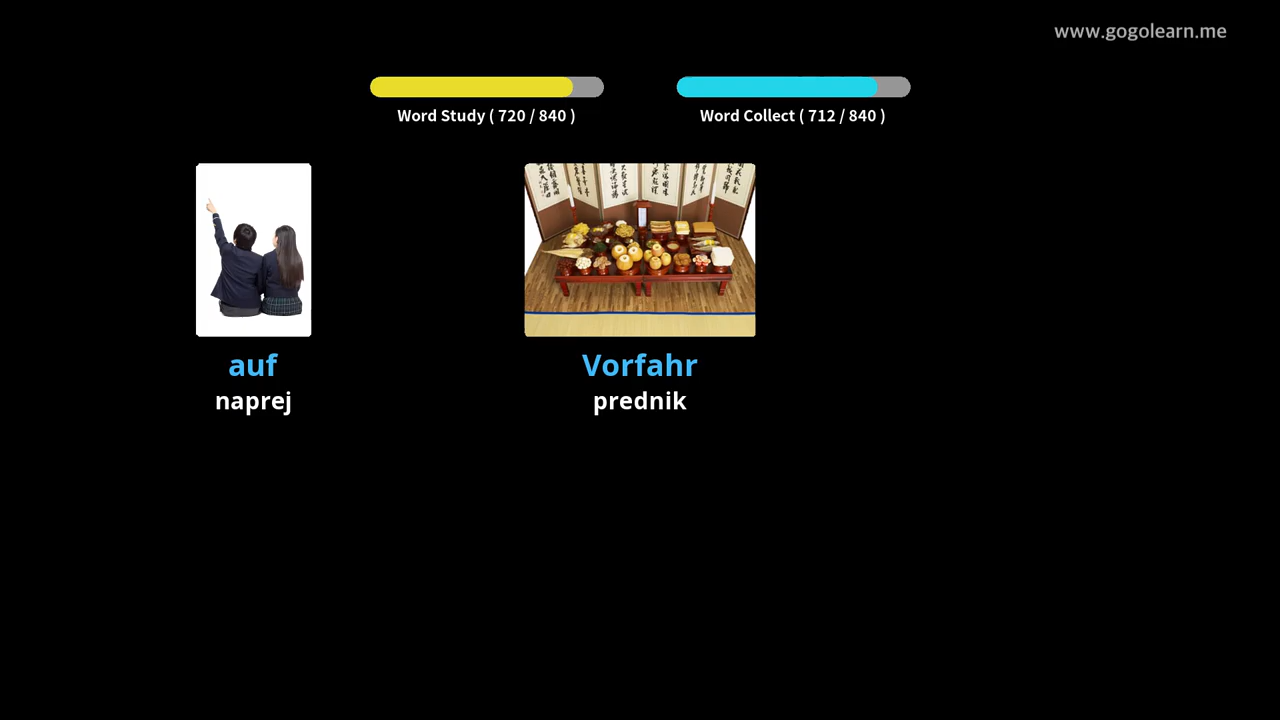 www.gogolearn.me
Word Study ( 720 / 840 )
Word Collect ( 712 / 840 )
auf
naprej
Vorfahr
prednik